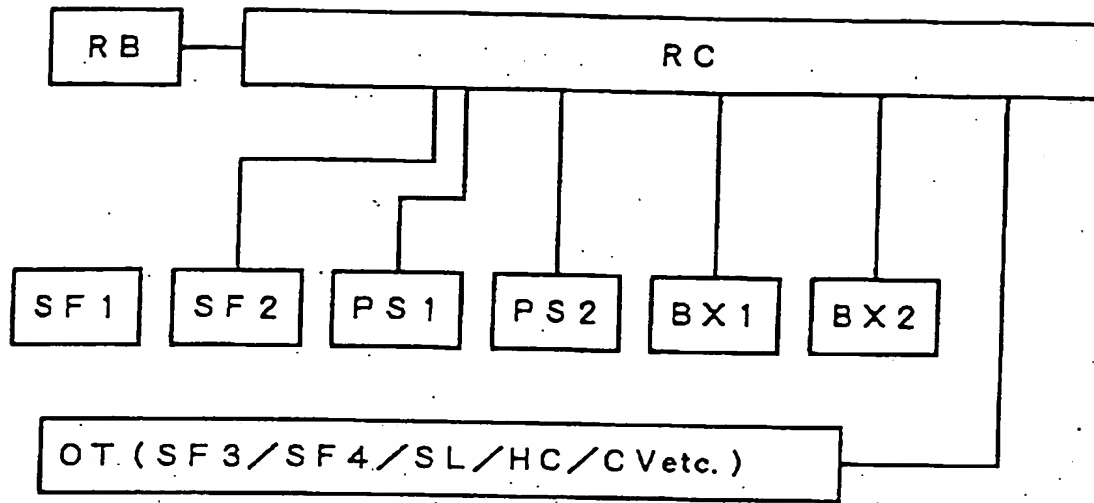 RB
RC
SF1 SF2 PS1 PS2 BX1 BX2
OT. (SF3/SF4/SL/HC/CVetc.)